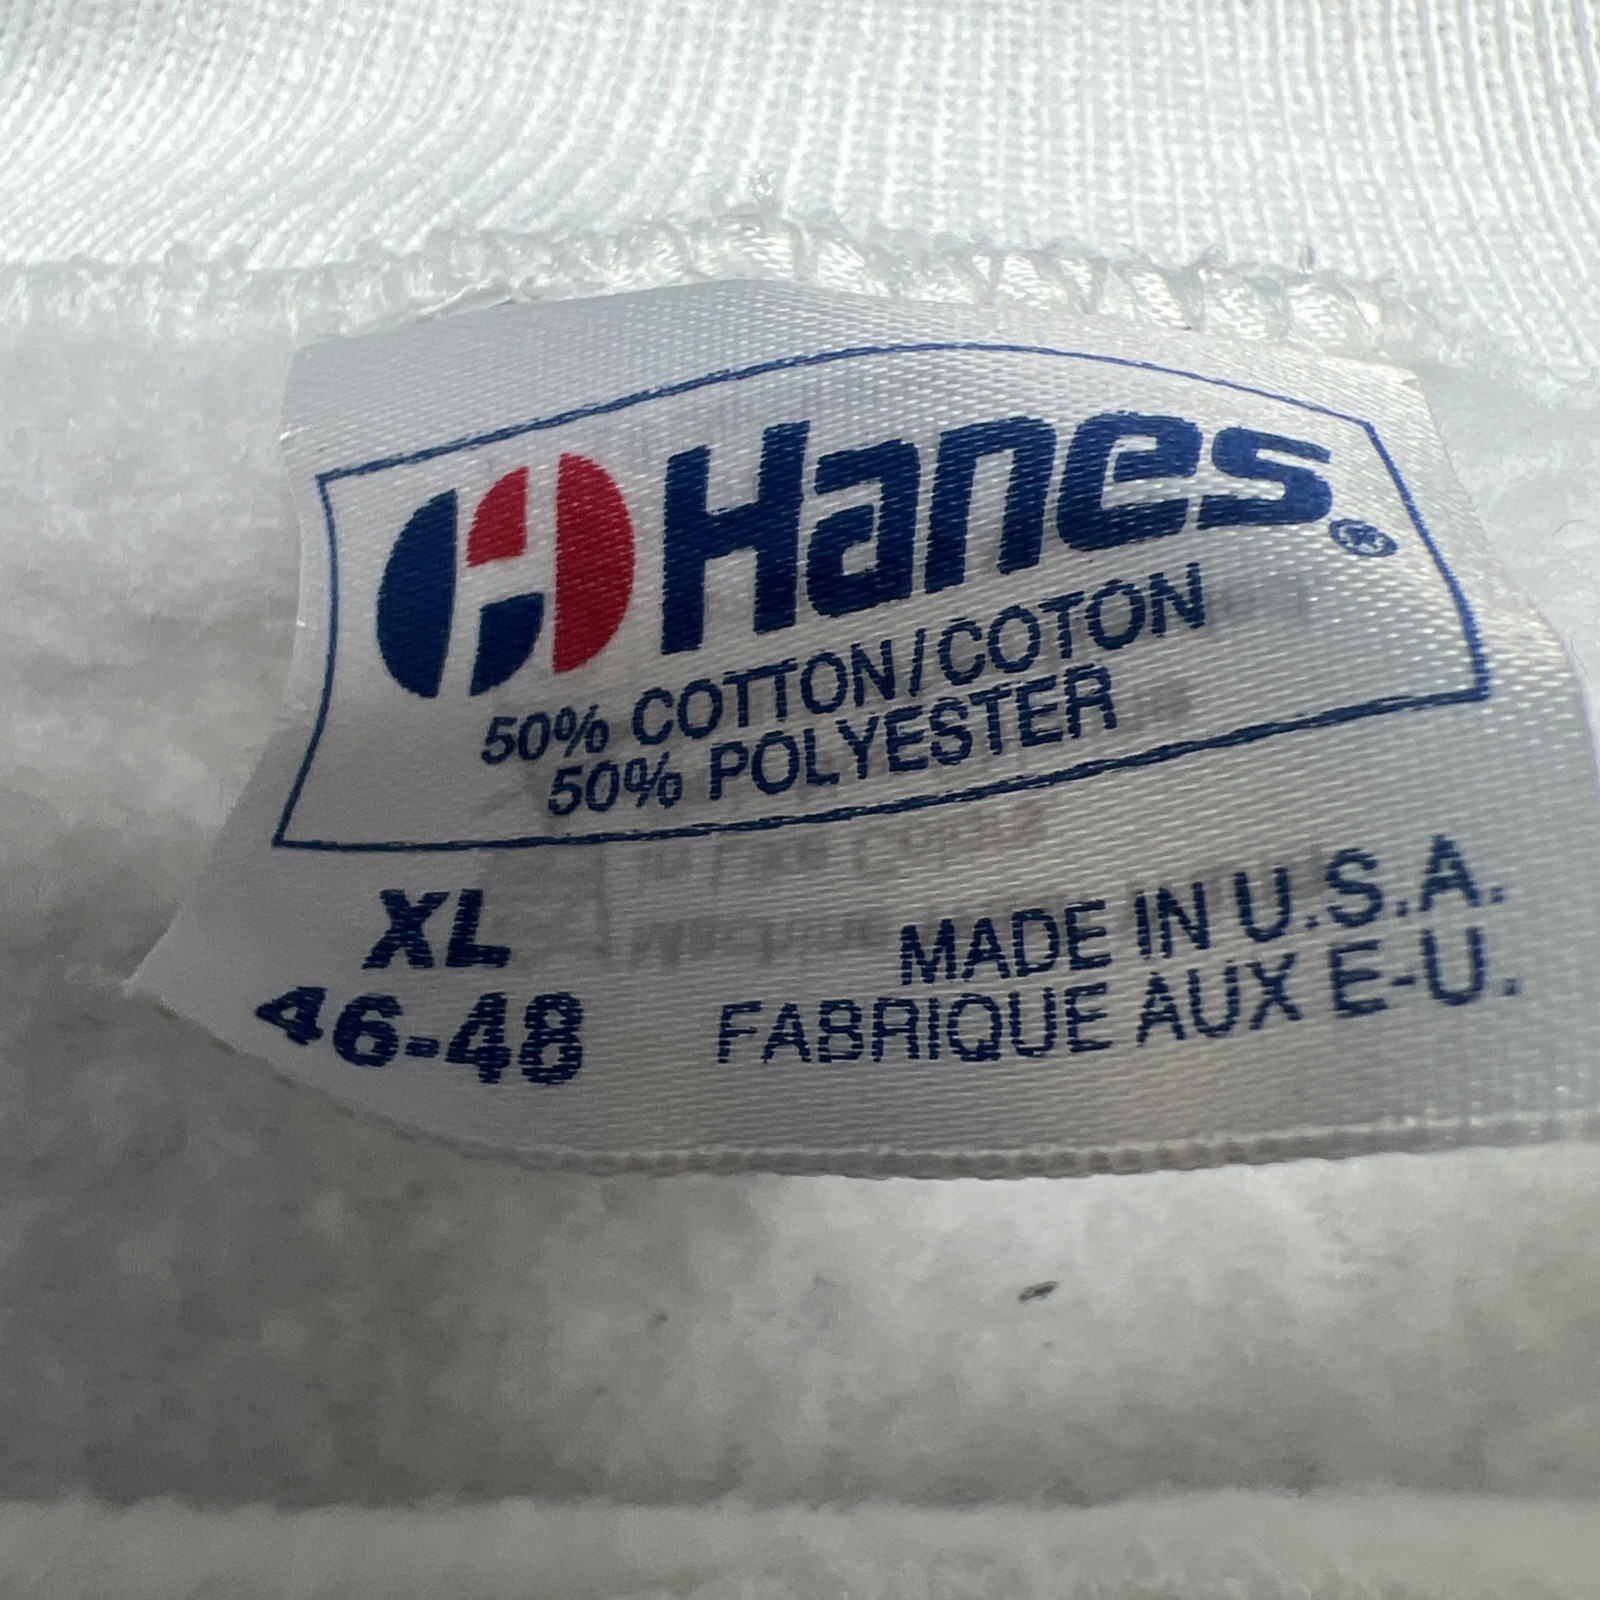 Hanes®
50% COTTON/COTON
50% POLYESTER
XL
46-48
MADE IN U.S.A.
FABRIQUE AUX E-U.